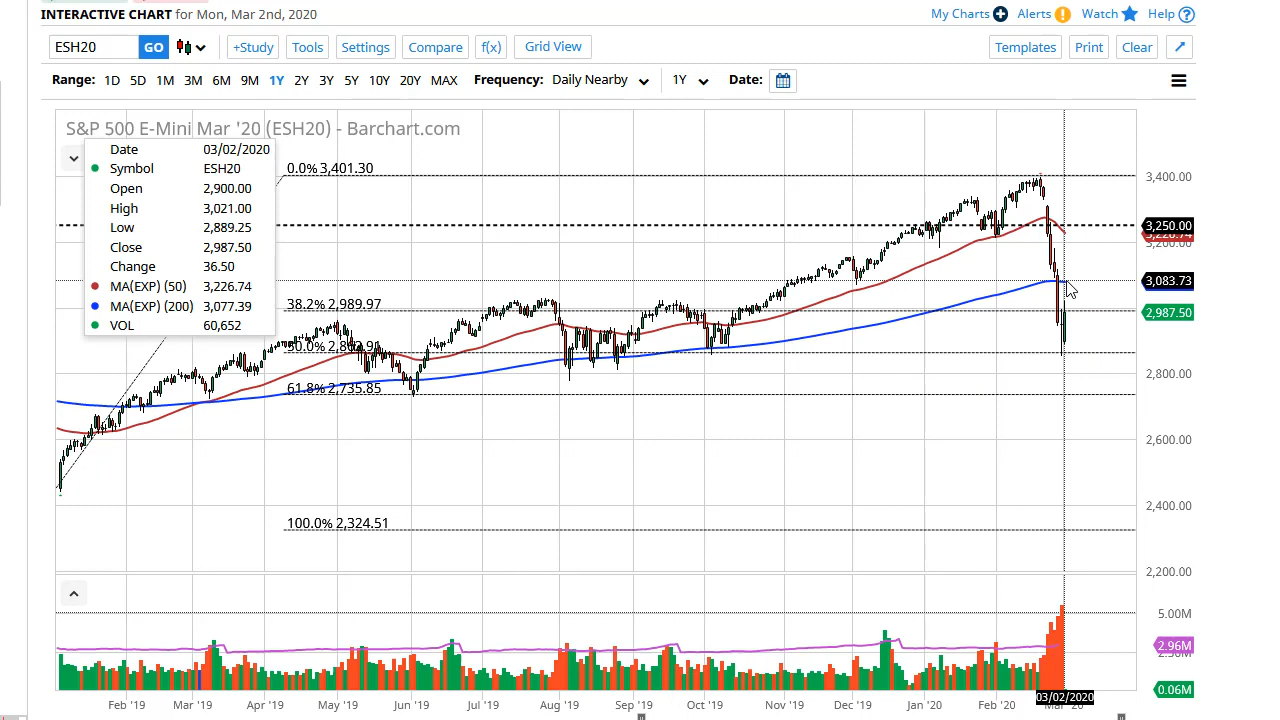 INTERACTIVE CHART for Mon, Mar 2nd, 2020
My Charts Alerts ! Watch Help ?
ESH20 GO +Study Tools Settings Compare f(x) Grid View Templates Print Clear
Range: 1D 5D 1M 3M 6M 9M 1Y 2Y 3Y 5Y 10Y 20Y MAX Frequency: Daily Nearby 1Y Date:
S&P 500 E-Mini Mar '20 (ESH20) - Barchart.com
Date 03/02/2020
Symbol ESH20
Open 2,900.00
High 3,021.00
Low 2,889.25
Close 2,987.50
Change 36.50
MA(EXP) (50) 3,226.74
MA(EXP) (200) 3,077.39
VOL 60,652
0.0% 3,401.30
38.2% 2,989.97
61.8% 2,735.85
100.0% 2,324.51
3,400.00
3,250.00
3,200.00
3,083.73
2,987.50
2,800.00
2,600.00
2,400.00
2,200.00
5.00M
2.96M
0.06M
Feb '19 Mar '19 Apr '19 May '19 Jun '19 Jul '19 Aug '19 Sep '19 Oct '19 Nov '19 Dec '19 Jan '20 Feb '20 Mar '20
03/02/2020